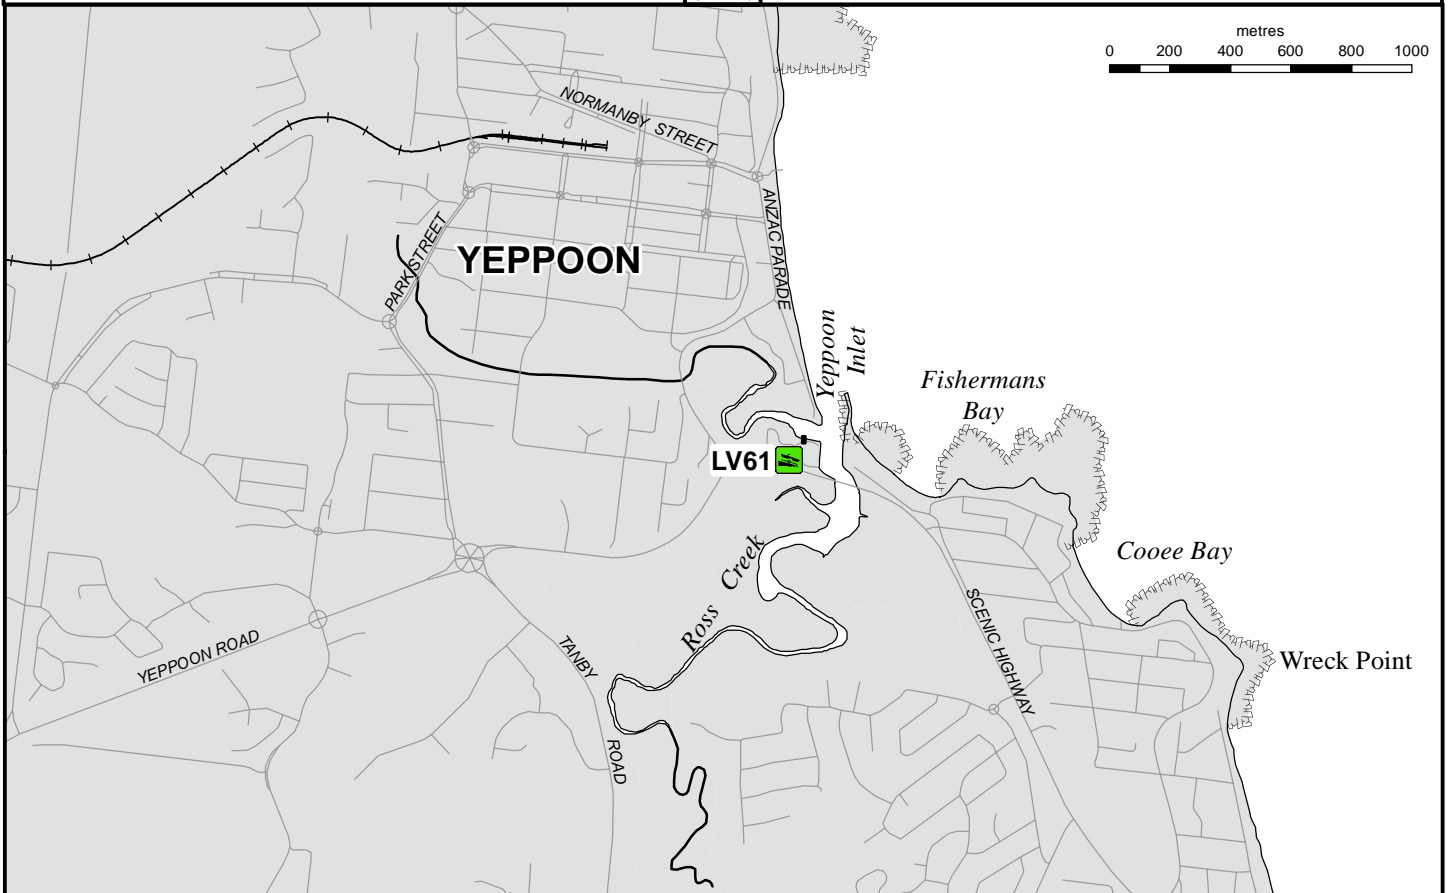 metres
0 200 400 600 800 1000
NORMANBY STREET
ANZAC PARADE
PARK STREET
YEPPOON
Yeppoon
Inlet
Fishermans
Bay
LV61
Cooee Bay
Ross Creek
SCENIC HIGHWAY
YEPPOON ROAD
TANBY ROAD
Wreck Point